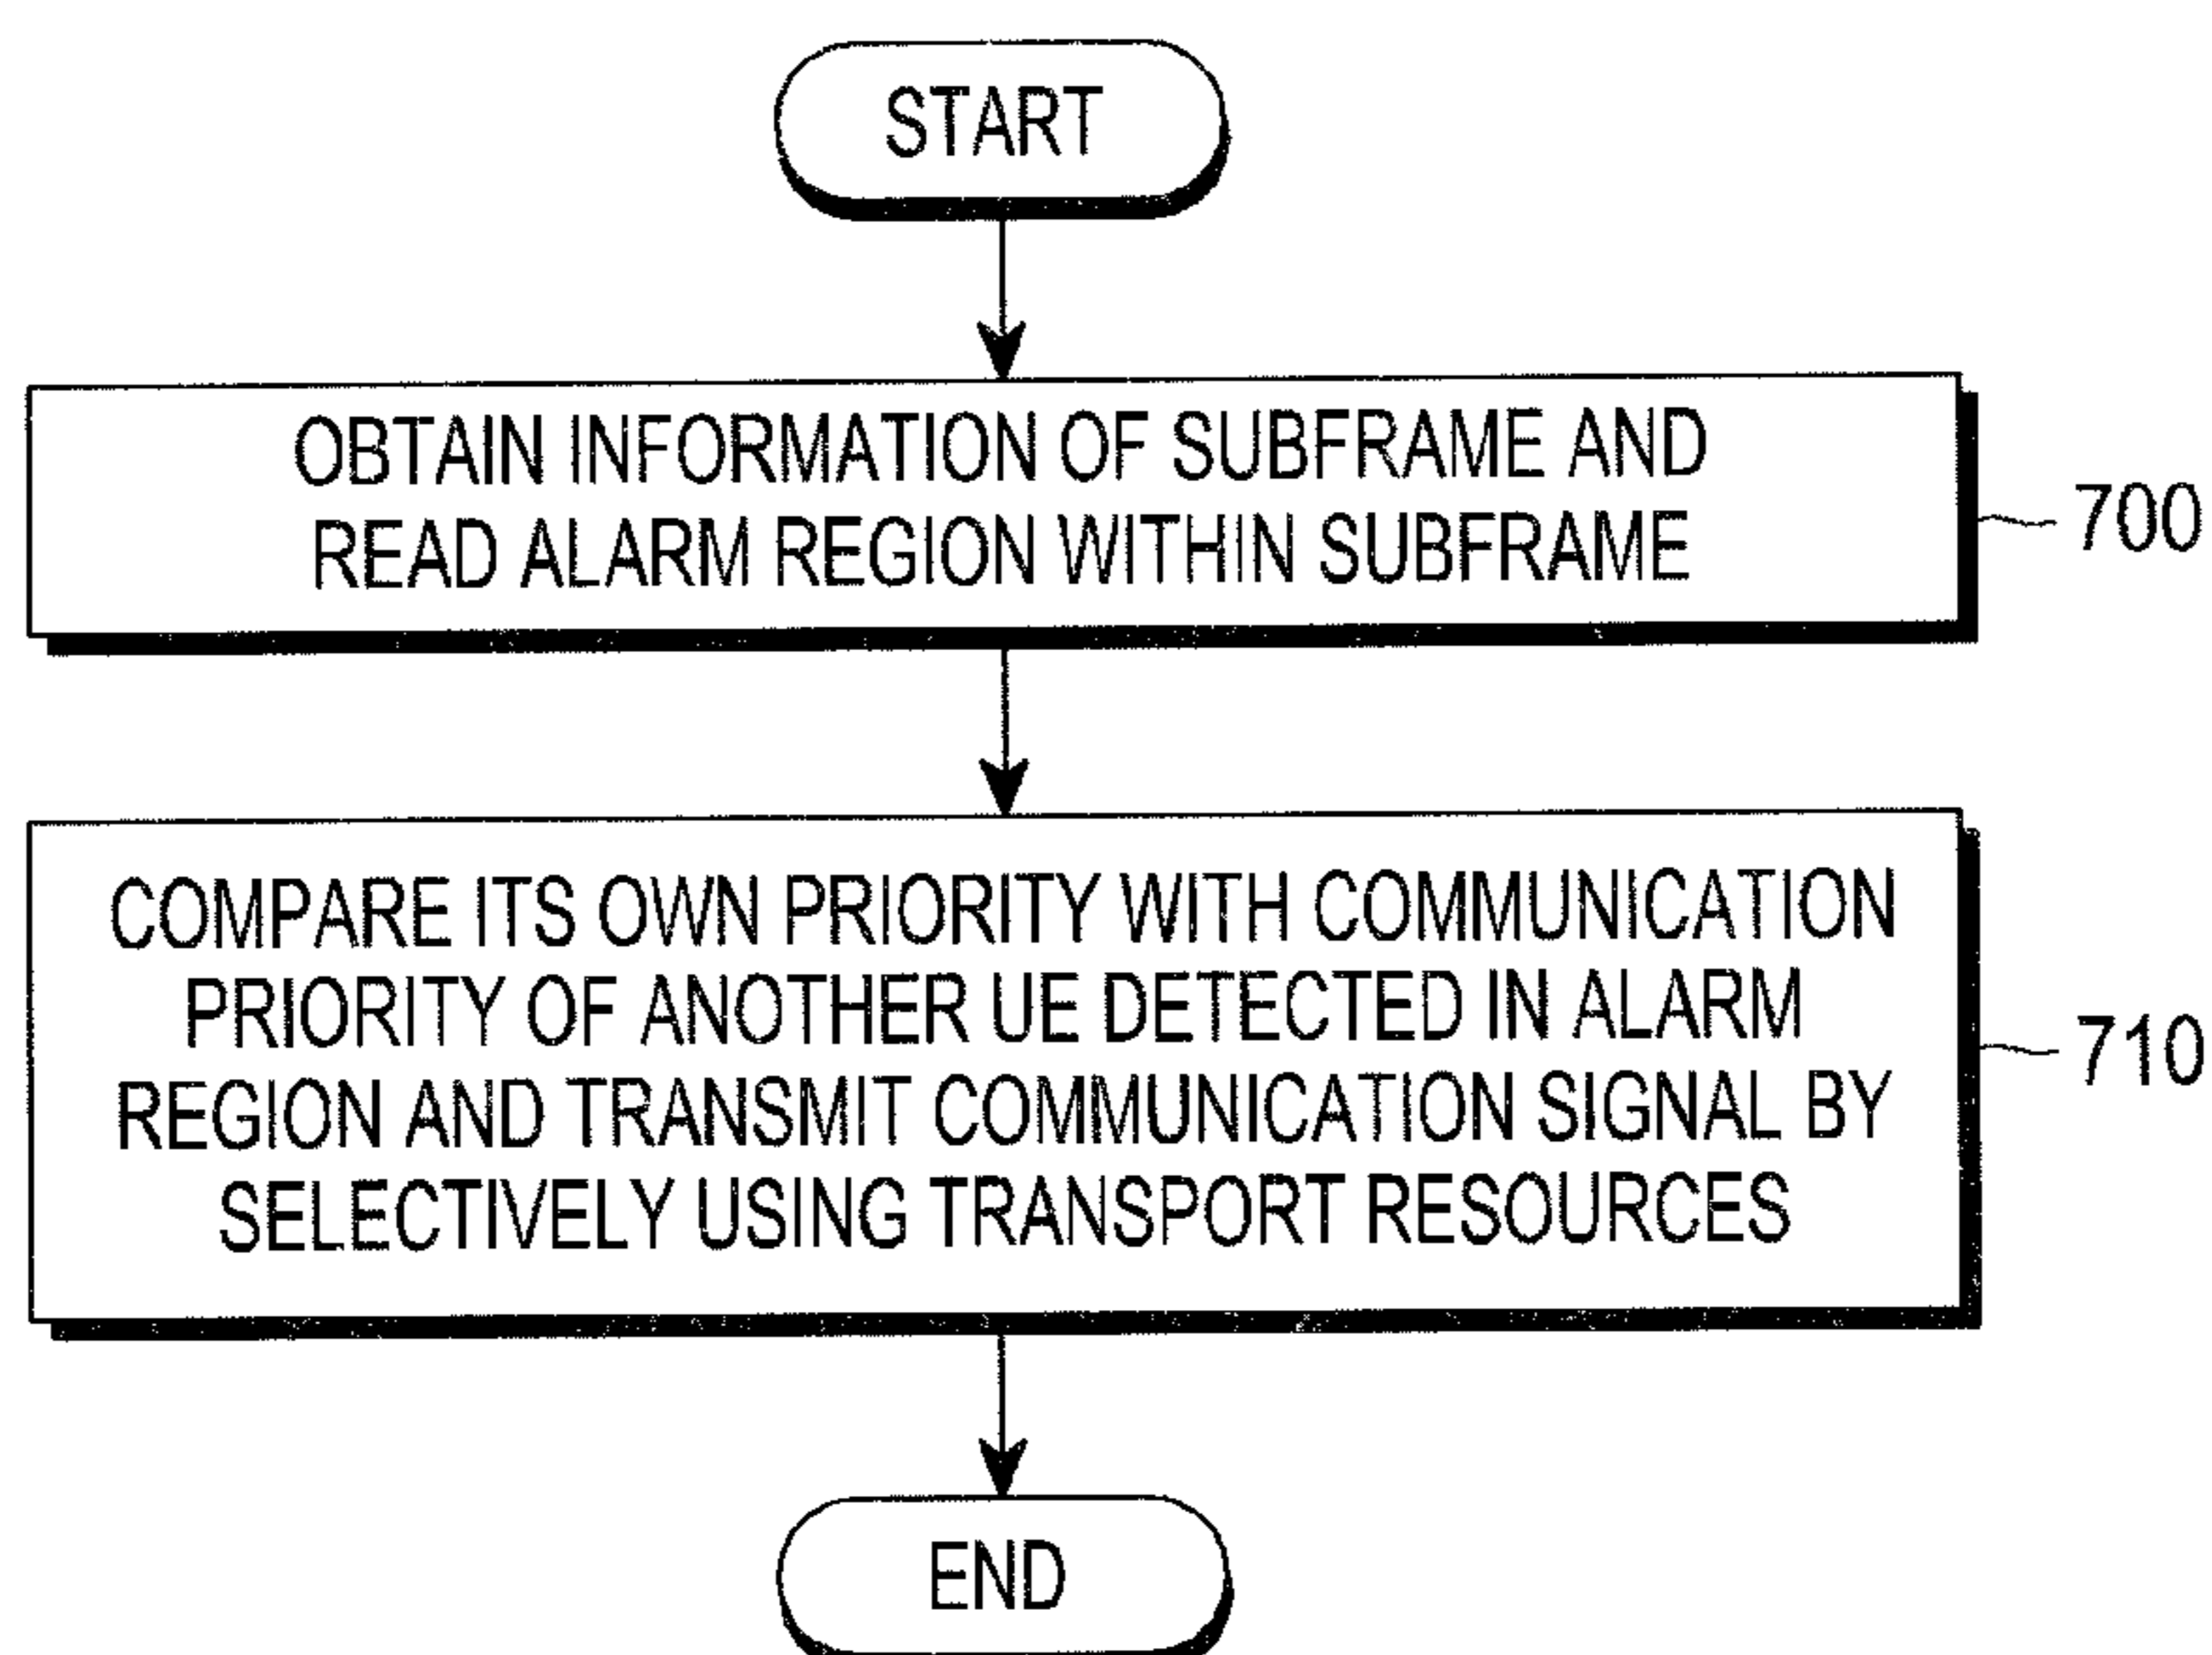 START
OBTAIN INFORMATION OF SUBFRAME AND
READ ALARM REGION WITHIN SUBFRAME
700
COMPARE ITS OWN PRIORITY WITH COMMUNICATION
PRIORITY OF ANOTHER UE DETECTED IN ALARM
REGION AND TRANSMIT COMMUNICATION SIGNAL BY
SELECTIVELY USING TRANSPORT RESOURCES
710
END